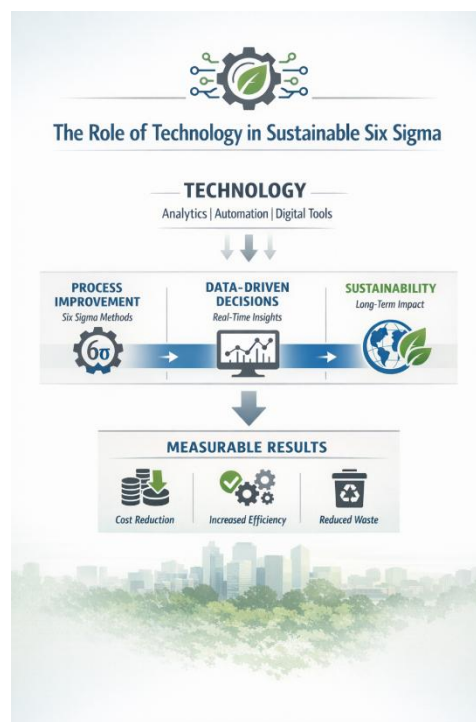 The Role of Technology in Sustainable Six Sigma
TECHNOLOGY
Analytics | Automation | Digital Tools
PROCESS
IMPROVEMENT
Six Sigma Methods
6σ
DATA-DRIVEN
DECISIONS
Real-Time Insights
SUSTAINABILITY
Long-Term Impact
MEASURABLE RESULTS
Cost Reduction
Increased Efficiency
Reduced Waste